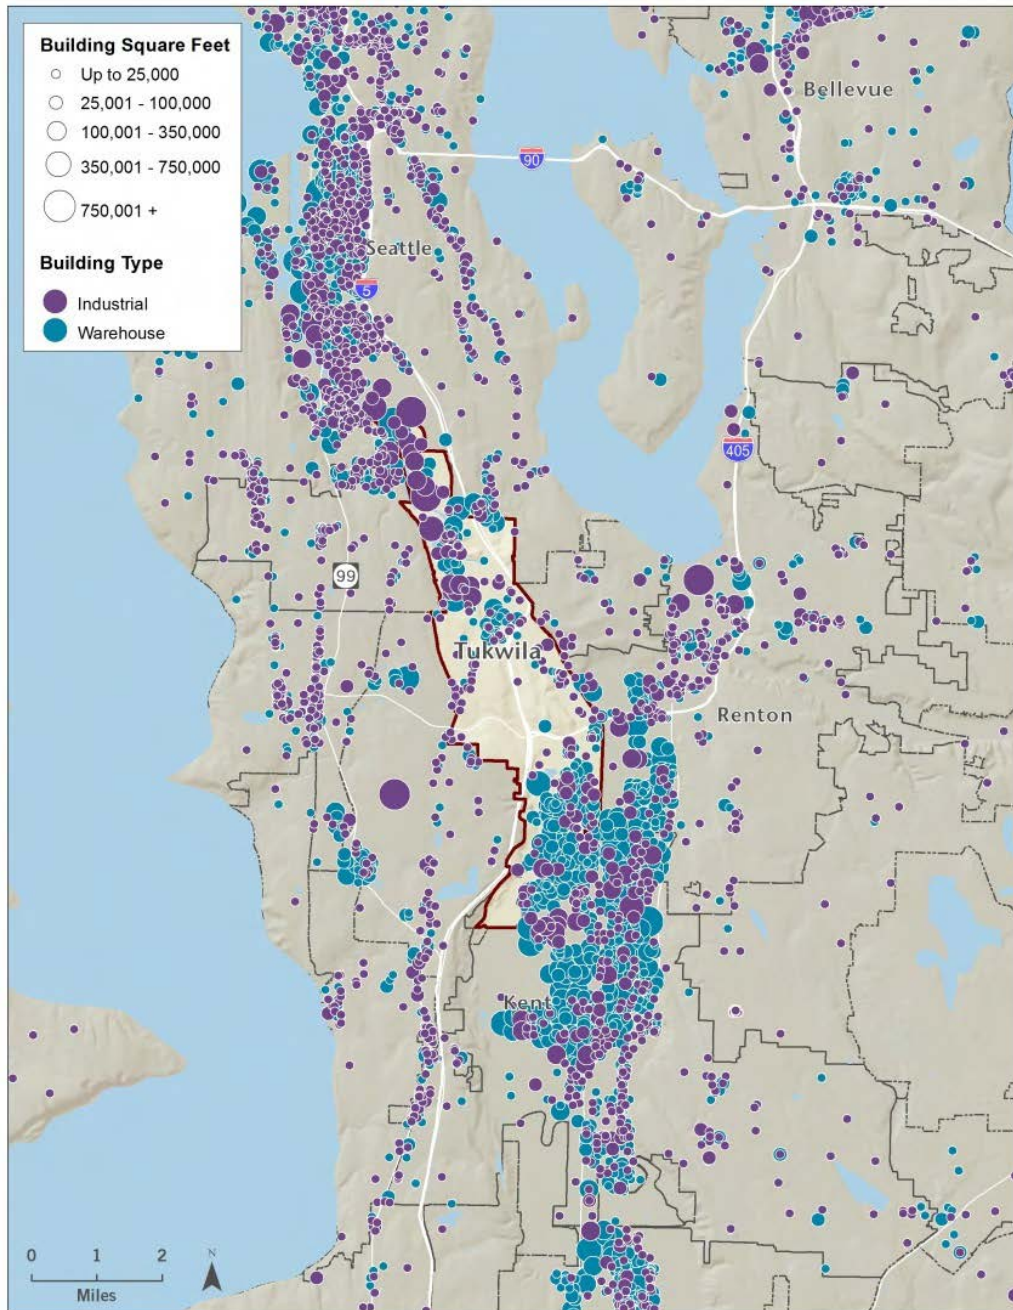 Building Square Feet
Up to 25,000
25,001 - 100,000
100,001 - 350,000
350,001 - 750,000
750,001 +
Building Type
Industrial
Warehouse
Bellevue
90
Seattle
5
405
99
Tukwila
Renton
Kent
0 1 2
Miles
N